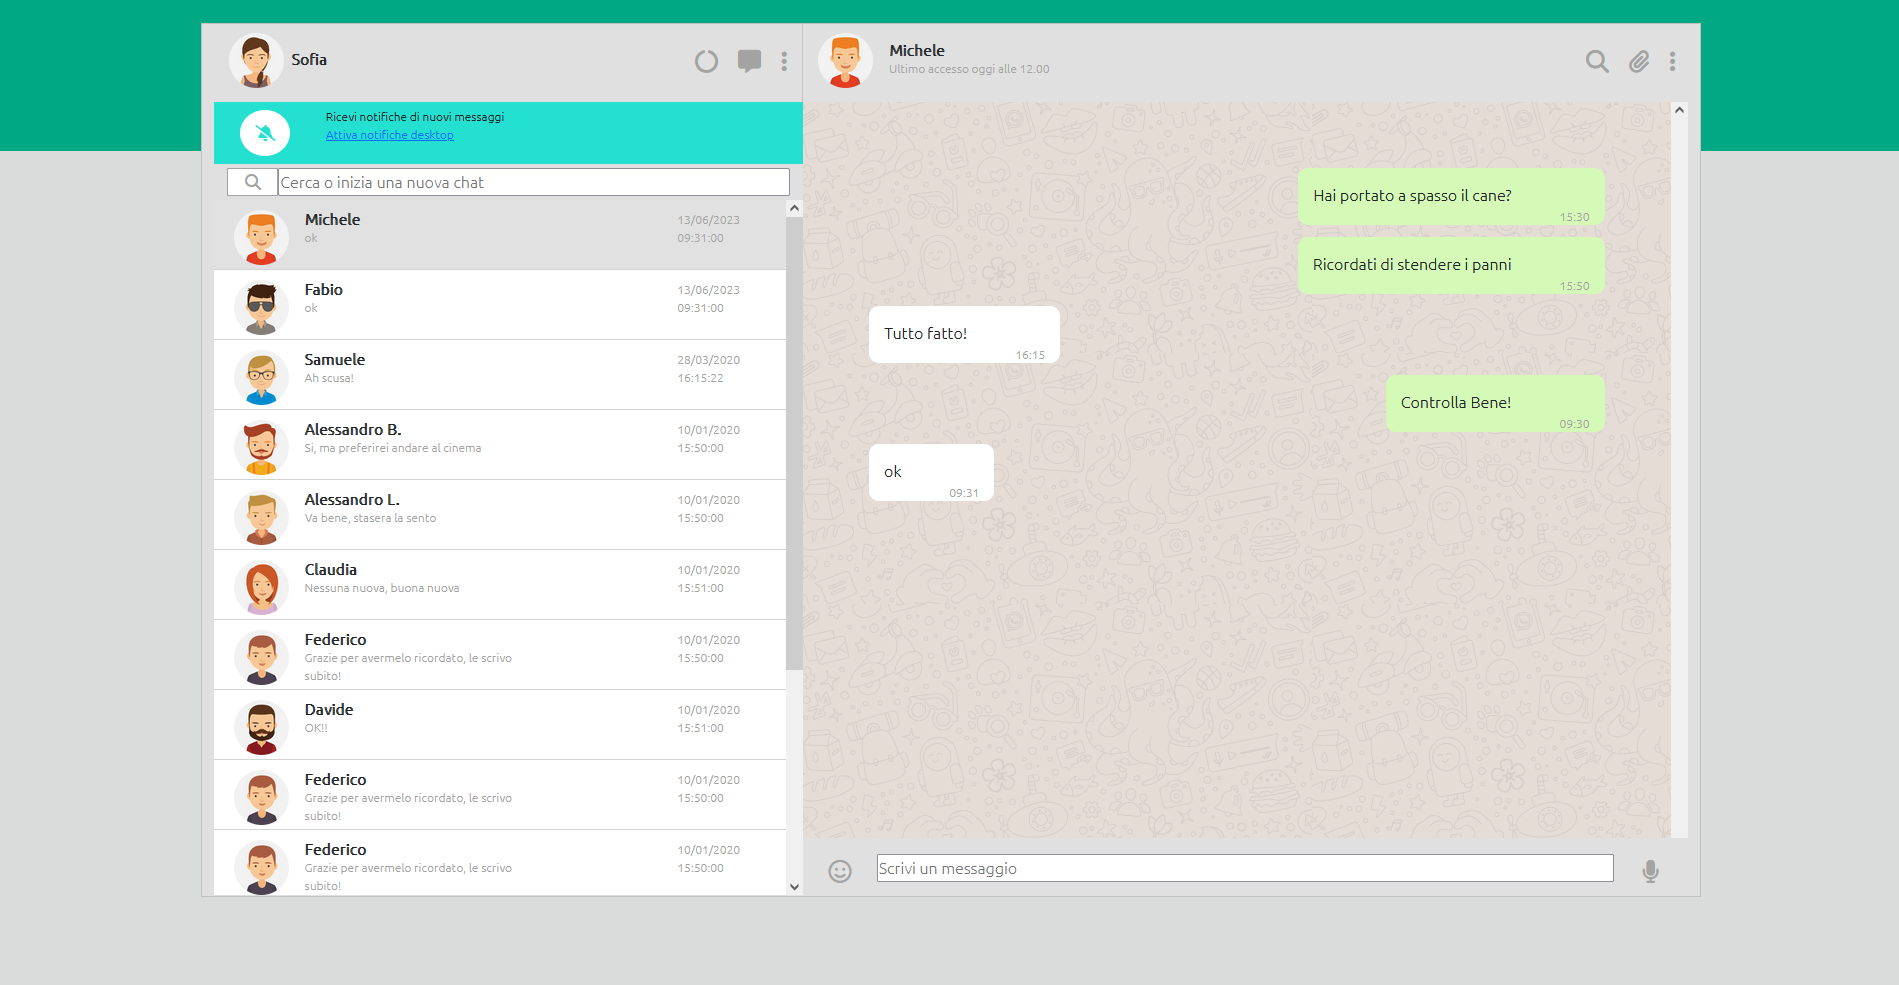 Sofia
Ricevi notifiche di nuovi messaggi
Attiva notifiche desktop
Cerca o inizia una nuova chat
Michele
13/06/2023
ok
09:31:00
Fabio
13/06/2023
ok
09:31:00
Samuele
28/03/2020
Ah scusa!
16:15:22
Alessandro B.
10/01/2020
Si, ma preferirei andare al cinema
15:50:00
Alessandro L.
10/01/2020
Va bene, stasera la sento
15:50:00
Claudia
10/01/2020
Nessuna nuova, buona nuova
15:51:00
Federico
10/01/2020
Grazie per avermelo ricordato, le scrivo
15:50:00
subito!
Davide
10/01/2020
OK!!
15:51:00
Federico
10/01/2020
Grazie per avermelo ricordato, le scrivo
15:50:00
subito!
Federico
10/01/2020
Grazie per avermelo ricordato, le scrivo
15:50:00
subito!
Michele
Ultimo accesso oggi alle 12.00
Hai portato a spasso il cane?
15:30
Ricordati di stendere i panni
15:50
Tutto fatto!
16:15
Controlla Bene!
09:30
ok
09:31
Scrivi un messaggio